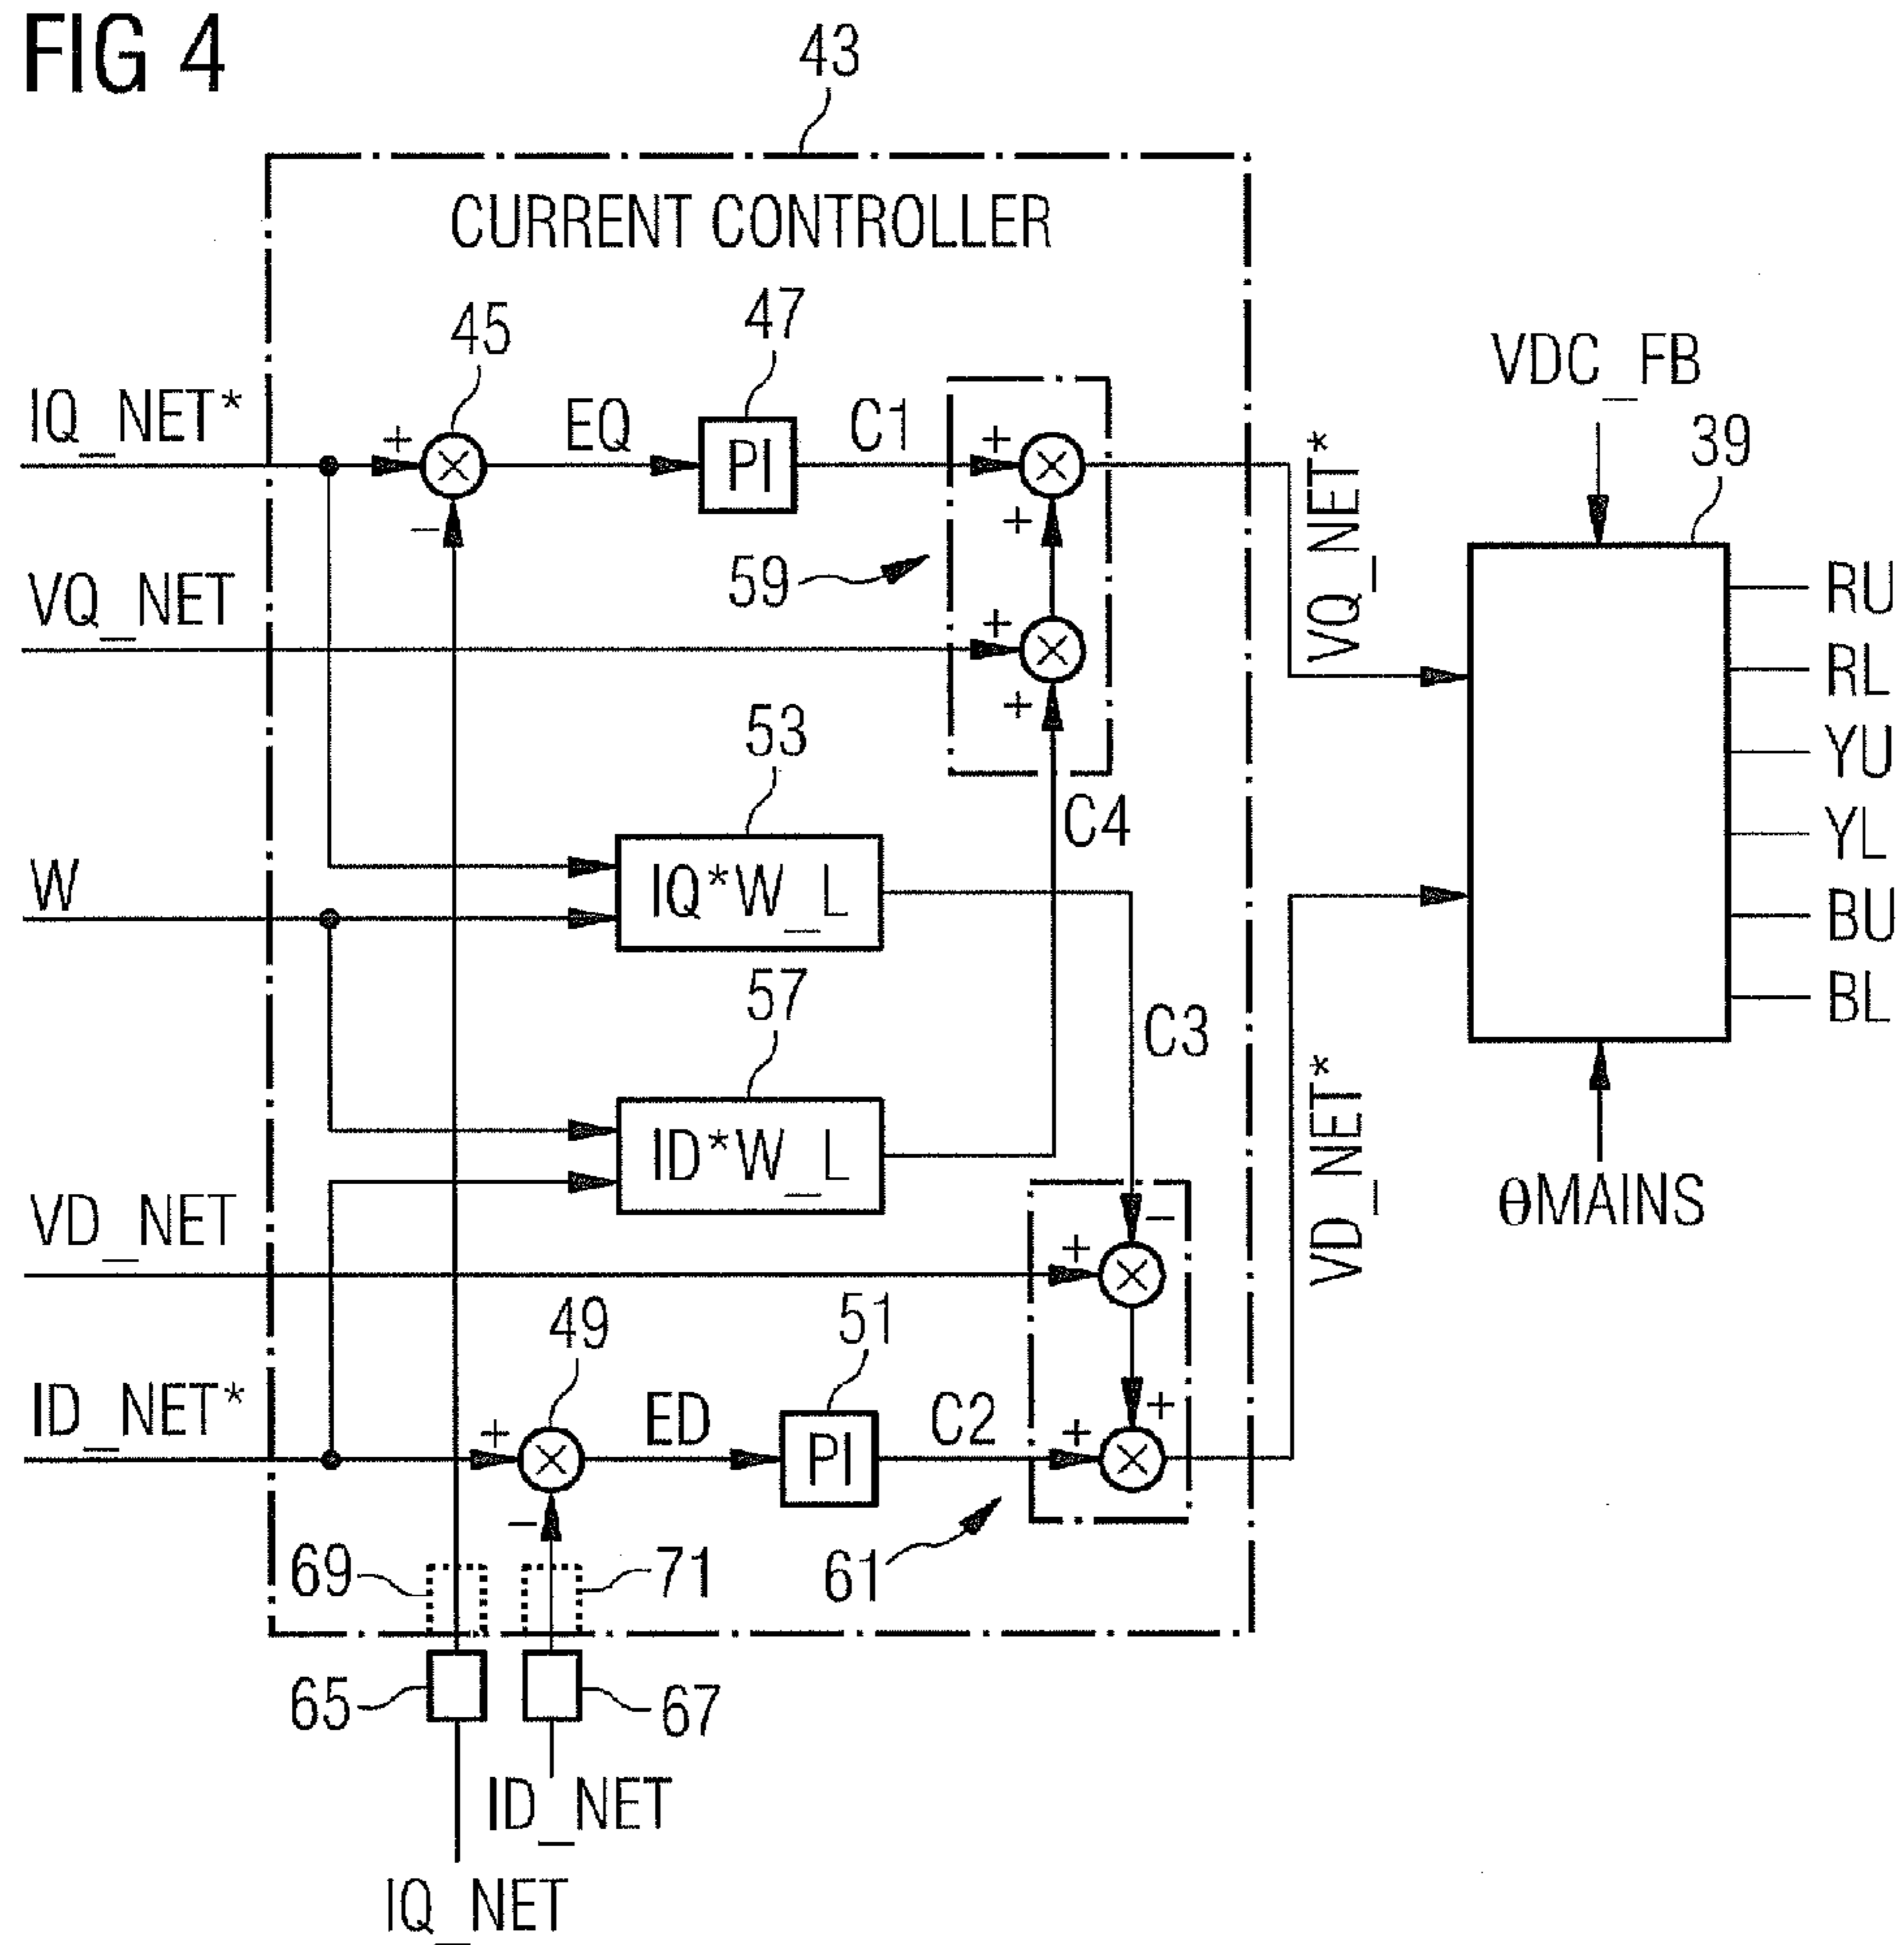 FIG 4
43
CURRENT CONTROLLER
45
47
IQ_NET*
+
EQ
PI
C1
+
VDC_FB
39
−
+
59
VQ_NET*
VQ_NET
+
+
RU
RL
YU
YL
BU
BL
53
C4
W
IQ*W_L
57
C3
ID*W_L
VD_NET
−
+
θMAINS
VD_NET*
49
51
ID_NET*
+
ED
PI
C2
+
+
−
69
71
61
65
67
ID_NET
IQ_NET